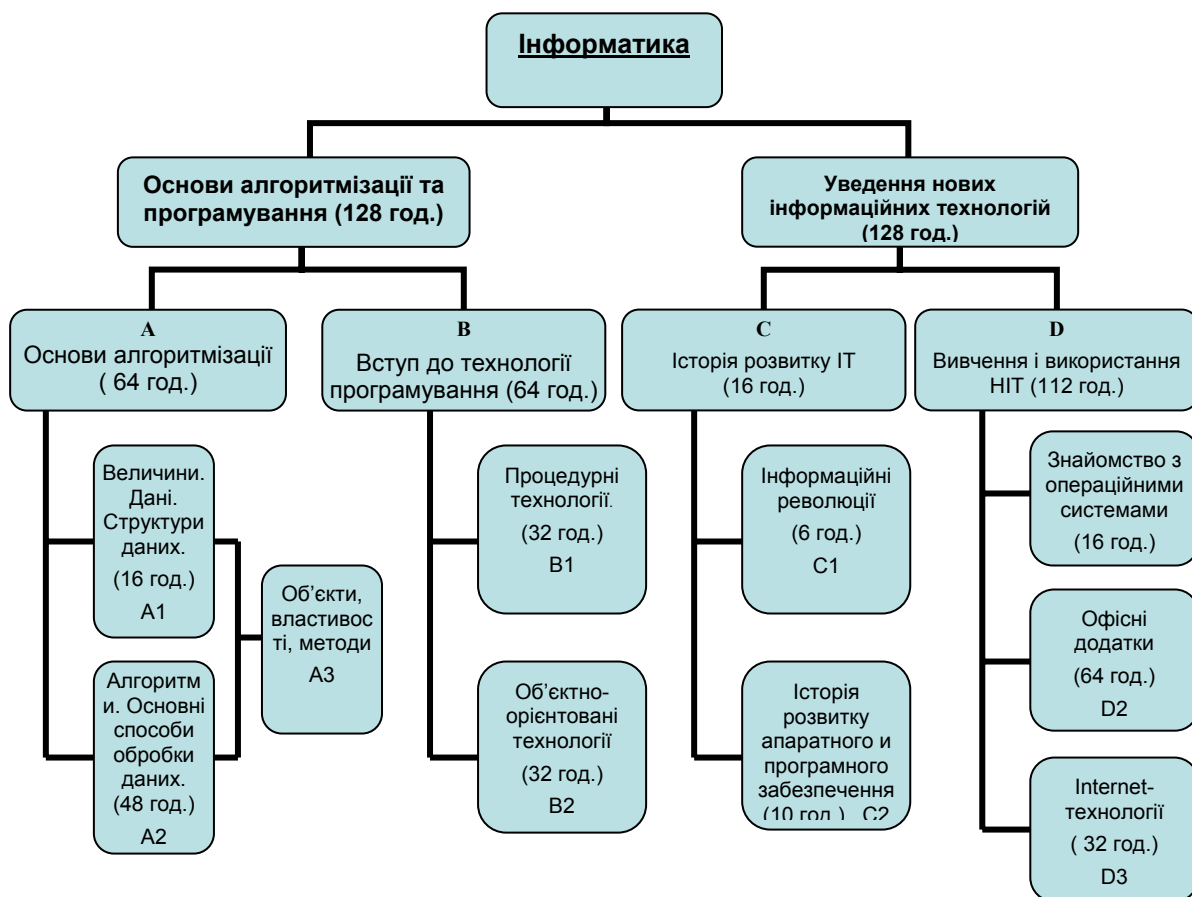 Інформатика
Основи алгоритмізації та
програмування (128 год.)
Уведення нових
інформаційних технологій
(128 год.)
A
Основи алгоритмізації
( 64 год.)
B
Вступ до технології
програмування (64 год.)
C
Історія розвитку ІТ
(16 год.)
D
Вивчення і використання
НІТ (112 год.)
Величини.
Дані.
Структури
даних.
(16 год.)
A1
Алгоритм
и. Основні
способи
обробки
даних.
(48 год.)
A2
Об’єкти,
властивос
ті, методи
A3
Процедурні
технології.
(32 год.)
B1
Об’єктно-
орієнтовані
технології
(32 год.)
B2
Інформаційні
революції
(6 год.)
C1
Історія
розвитку
апаратного и
програмного
забезпечення
(10 год.) C2
Знайомство з
операційними
системами
(16 год.)
Офісні
додатки
(64 год.)
D2
Internet-
технології
( 32 год.)
D3